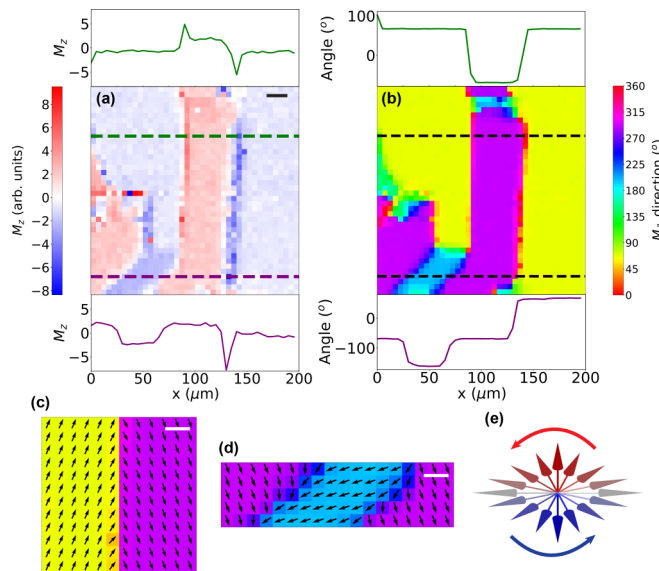 M_z
5
0
−5
Angle (°)
100
0
(a)
(b)
M_z (arb. units)
8
6
4
2
0
−2
−4
−6
−8
360
315
270
225
180
135
90
45
0
direction (°)
M_z
5
0
−5
0
50
100
150
200
x (μm)
Angle (°)
0
−100
0
50
100
150
200
x (μm)
(c)
(d)
(e)